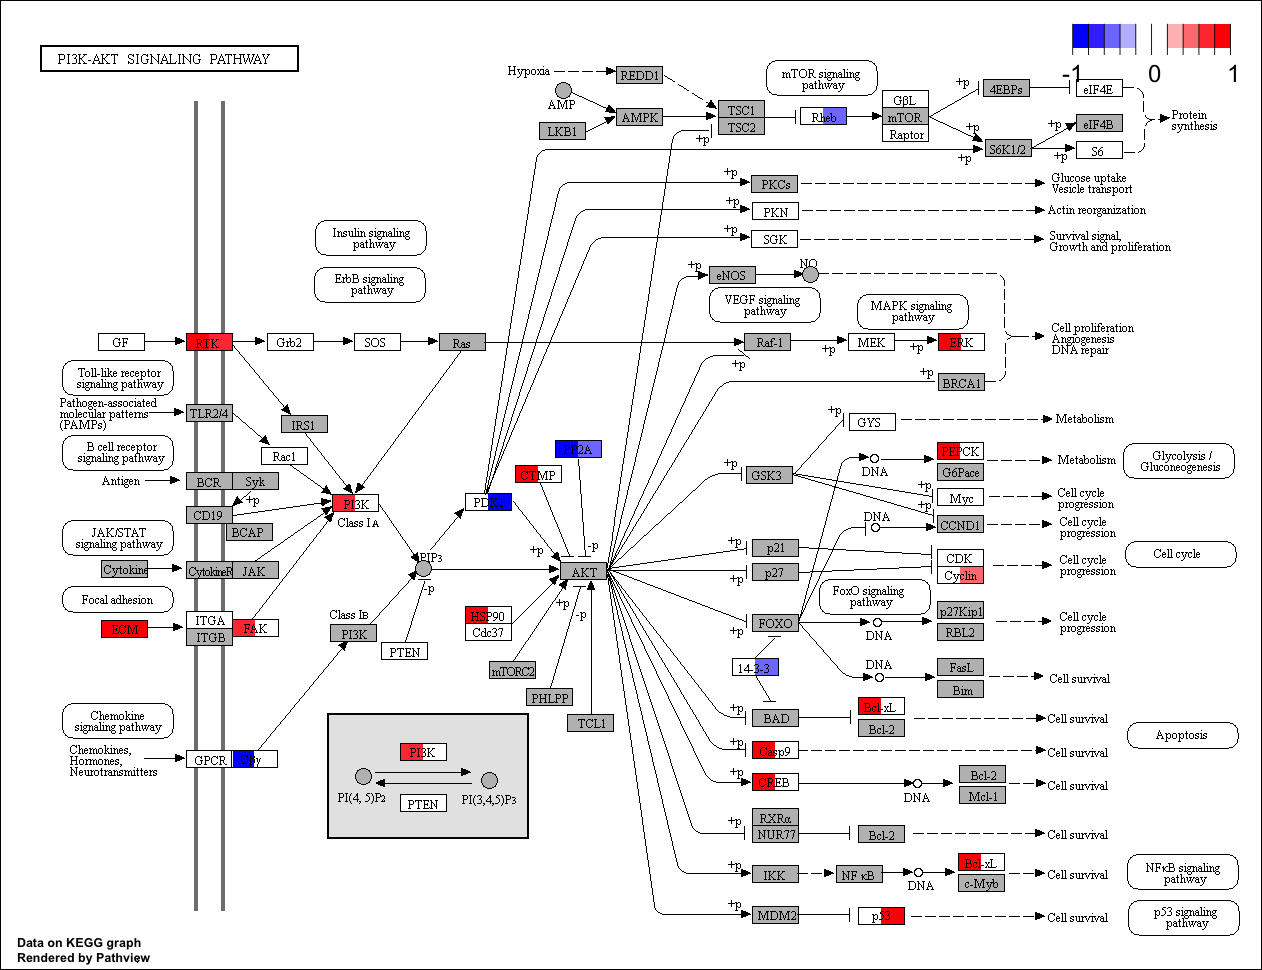 PI3K-AKT SIGNALING PATHWAY
-1
0
1
Hypoxia
REDD1
AMP
LKB1
AMPK
TSC1
TSC2
+p
mTOR signaling
pathway
Rheb
GβL
mTOR
Raptor
+p
4EBPs
eIF4E
+p
S6K1/2
+p
+p
eIF4B
+p
S6
Protein
synthesis
+p
PKCs
Glucose uptake
Vesicle transport
+p
PKN
Actin reorganization
+p
SGK
Survival signal,
Growth and proliferation
Insulin signaling
pathway
ErbB signaling
pathway
+p
eNOS
NO
VEGF signaling
pathway
MAPK signaling
pathway
GF
RTK
Grb2
SOS
Ras
Raf-1
+p
+p
MEK
+p
ERK
Cell proliferation
Angiogenesis
DNA repair
+p
BRCA1
Toll-like receptor
signaling pathway
Pathogen-associated
molecular patterns
(PAMPs)
TLR2/4
IRS1
Rac1
B cell receptor
signaling pathway
Antigen
BCR
Syk
+p
CD19
BCAP
PI3K
Class IA
JAK/STAT
signaling pathway
Cytokine
CytokineR
JAK
Focal adhesion
ECM
ITGA
ITGB
FAK
Class IB
PI3K
PIP3
-p
PTEN
PDK1
CTMP
PP2A
+p
-p
AKT
+p
-p
HSP90
Cdc37
mTORC2
PHLPP
TCL1
+p
GSK3
+p
GYS
Metabolism
DNA
PEPCK
G6Pace
Metabolism
Glycolysis /
Gluconeogenesis
+p
Myc
Cell cycle
progression
+p
DNA
CCND1
Cell cycle
progression
+p
p21
+p
p27
CDK
Cyclin
Cell cycle
progression
Cell cycle
FoxO signaling
pathway
+p
FOXO
DNA
p27Kip1
RBL2
Cell cycle
progression
14-3-3
DNA
FasL
Bim
Cell survival
+p
BAD
Bcl-xL
Bcl-2
Cell survival
Apoptosis
+p
Casp9
Cell survival
+p
CREB
DNA
Bcl-2
Mcl-1
Cell survival
+p
RXRα
NUR77
Bcl-2
Cell survival
+p
IKK
NFκB
DNA
Bcl-xL
c-Myb
Cell survival
NFκB signaling
pathway
+p
MDM2
p53
Cell survival
p53 signaling
pathway
Chemokine
signaling pathway
Chemokines,
Hormones,
Neurotransmitters
GPCR
Gβγ
PI3K
PI(4, 5)P2
PI(3,4,5)P3
PTEN
Data on KEGG graph
Rendered by Pathview